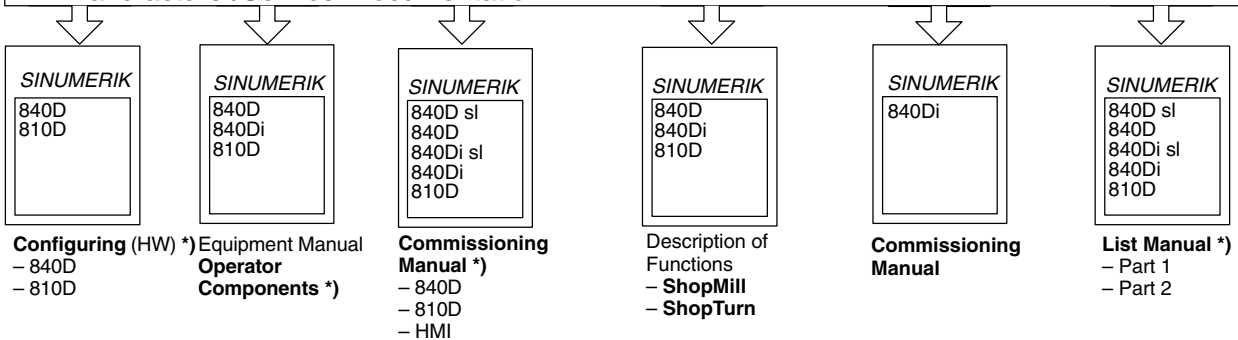 SINUMERIK
840D
810D
Configuring (HW) *)
– 840D
– 810D
SINUMERIK
840D
840Di
810D
Equipment Manual
Operator
Components *)
SINUMERIK
840D sl
840D
840Di sl
840Di
810D
Commissioning
Manual *)
– 840D
– 810D
– HMI
SINUMERIK
840D
840Di
810D
Description of
Functions
– ShopMill
– ShopTurn
SINUMERIK
840Di
Commissioning
Manual
SINUMERIK
840D sl
840D
840Di sl
840Di
810D
List Manual *)
– Part 1
– Part 2